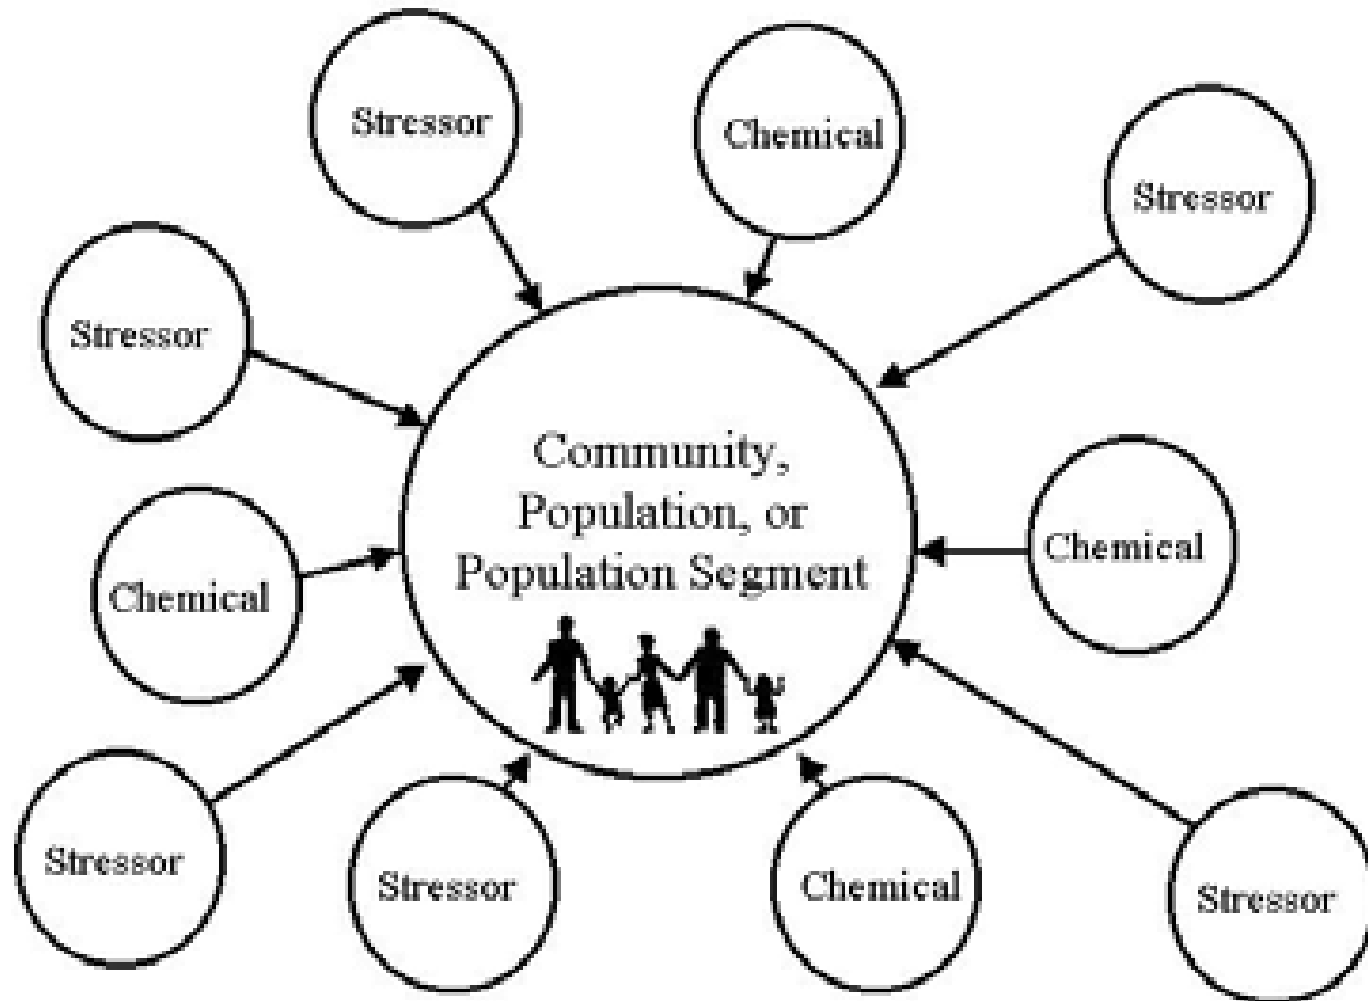 Stressor
Chemical
Stressor
Stressor
Community,
Population, or
Population Segment
Chemical
Chemical
Stressor
Stressor
Chemical
Stressor